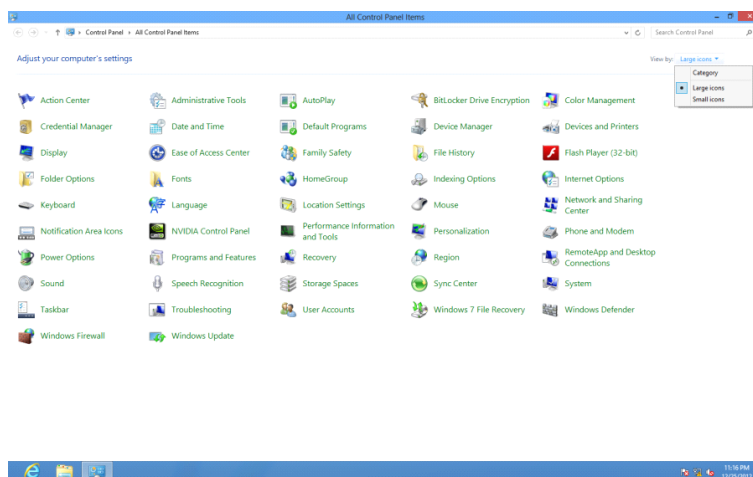 All Control Panel Items
Control Panel All Control Panel Items Search Control Panel
Adjust your computer's settings View by: Large icons
Category
Large icons
Small icons
Action Center Administrative Tools AutoPlay BitLocker Drive Encryption Color Management
Credential Manager Date and Time Default Programs Device Manager Devices and Printers
Display Ease of Access Center Family Safety File History Flash Player (32-bit)
Folder Options Fonts HomeGroup Indexing Options Internet Options
Keyboard Language Location Settings Mouse Network and Sharing
Center
Notification Area Icons NVIDIA Control Panel Performance Information
and Tools Personalization Phone and Modem
Power Options Programs and Features Recovery Region RemoteApp and Desktop
Connections
Sound Speech Recognition Storage Spaces Sync Center System
Taskbar Troubleshooting User Accounts Windows 7 File Recovery Windows Defender
Windows Firewall Windows Update
11:16 PM